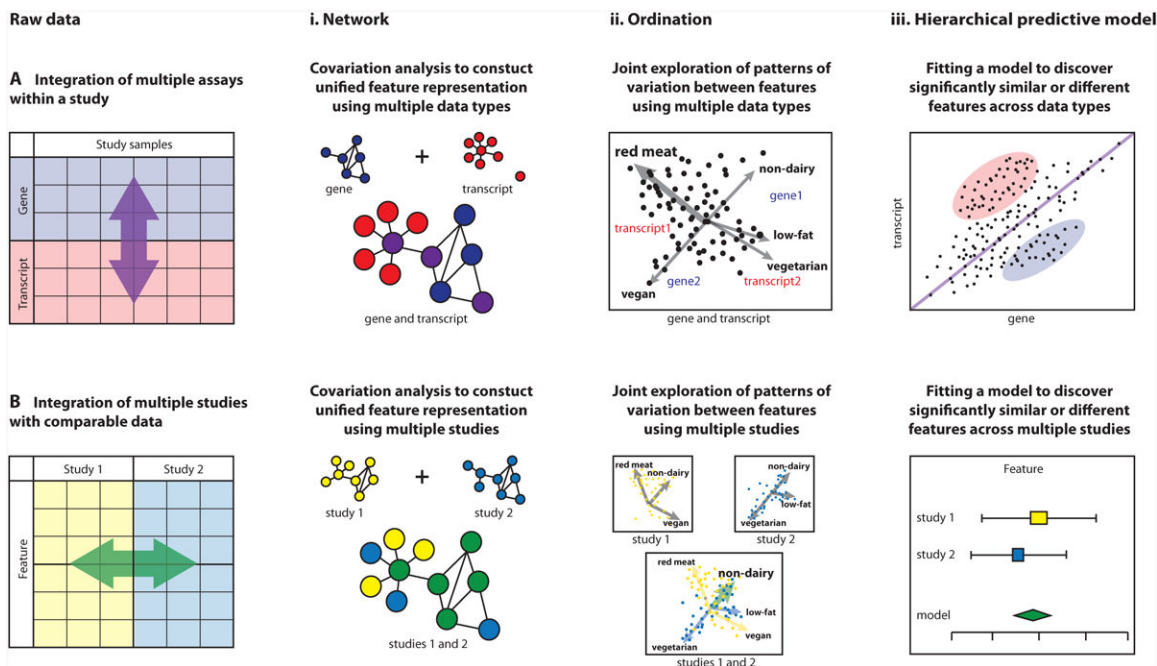 Raw data
i. Network
ii. Ordination
iii. Hierarchical predictive model
A Integration of multiple assays
within a study
Covariation analysis to constuct
unified feature representation
using multiple data types
Joint exploration of patterns of
variation between features
using multiple data types
Fitting a model to discover
significantly similar or different
features across data types
Study samples
Gene
Transcript
+
gene
transcript
gene and transcript
red meat
non-dairy
gene1
transcript1
low-fat
vegetarian
gene2
transcript2
vegan
gene and transcript
transcript
gene
B Integration of multiple studies
with comparable data
Covariation analysis to constuct
unified feature representation
using multiple studies
Joint exploration of patterns of
variation between features
using multiple studies
Fitting a model to discover
significantly similar or different
features across multiple studies
Study 1
Study 2
Feature
+
study 1
study 2
studies 1 and 2
red meat
non-dairy
vegan
study 1
non-dairy
low-fat
vegetarian
study 2
red meat
non-dairy
low-fat
vegan
vegetarian
studies 1 and 2
Feature
study 1
study 2
model